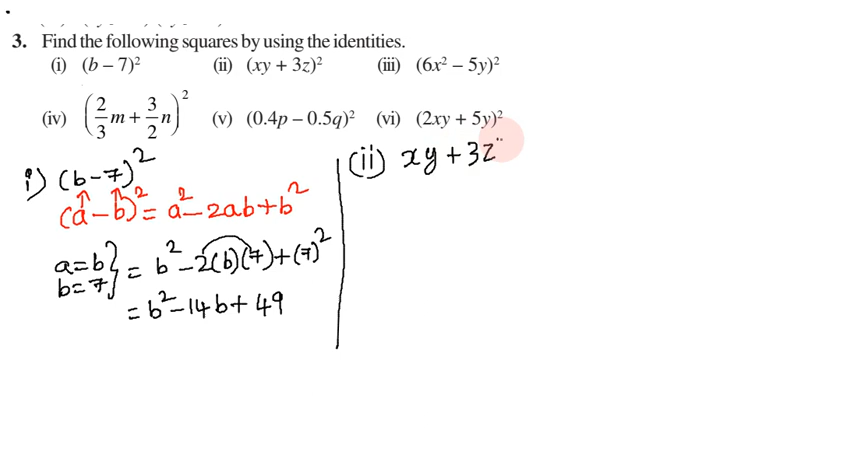 3. Find the following squares by using the identities.
(i) (b – 7)² (ii) (xy + 3z)² (iii) (6x² – 5y)²
(iv) (2/3 m + 3/2 n)² (v) (0.4p – 0.5q)² (vi) (2xy + 5y)²
i) (b-7)²
(a-b)² = a²-2ab+b²
a=b
b=7
= b²-2(b)(7)+(7)²
= b²-14b+49
(ii) xy+3z